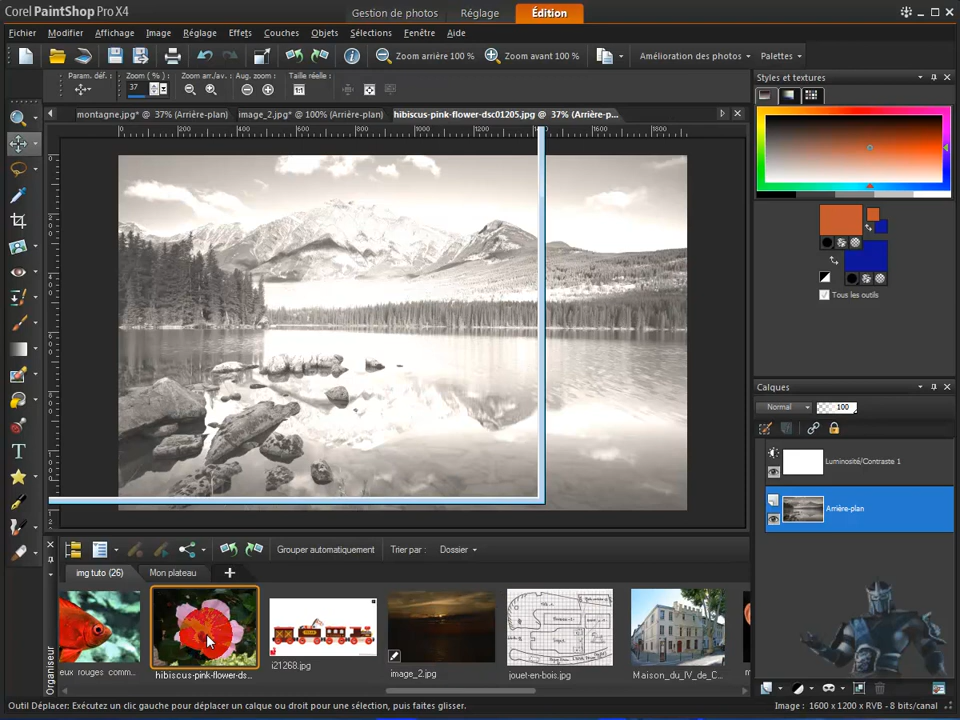 Corel PaintShop Pro X4
Gestion de photos
Réglage
Édition
Fichier Modifier Affichage Image Réglage Effets Couches Objets Sélections Fenêtre Aide
Zoom arrière 100 % Zoom avant 100 % Amélioration des photos Palettes
Param. déf. : Zoom ( % ) : Zoom arr./av. : Aug. zoom : Taille réelle :
37
montagne.jpg* @ 37% (Arrière-plan) image_2.jpg* @ 100% (Arrière-plan) hibiscus-pink-flower-dsc01205.jpg @ 37% (Arrière-p...
Styles et textures
Tous les outils
Calques
Normal 100
Luminosité/Contraste 1
Arrière-plan
Grouper automatiquement Trier par : Dossier
img tuto (26) Mon plateau
Organiseur
eux_rouges_comm... hibiscus-pink-flower-ds... i21268.jpg image_2.jpg jouet-en-bois.jpg Maison_du_IV_de_C...
Outil Déplacer: Exécutez un clic gauche pour déplacer un calque ou droit pour une sélection, puis faites glisser.
Image : 1600 x 1200 x RVB - 8 bits/canal